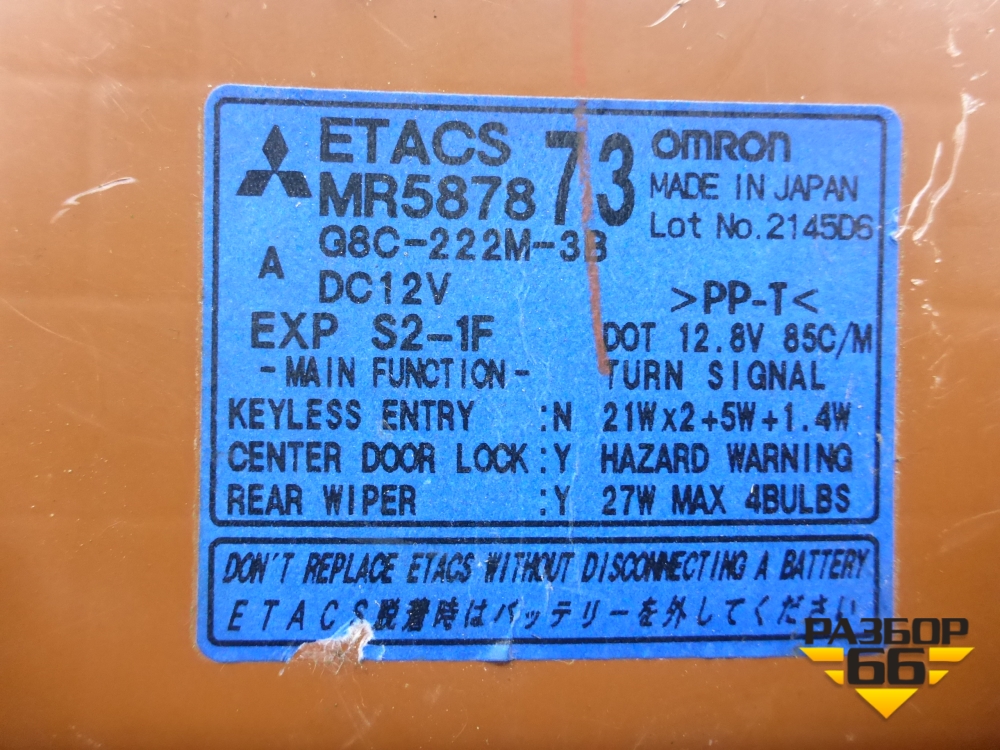 ETACS
MR587873
A G8C-222M-3B
DC12V
EXP S2-1F
-MAIN FUNCTION-
KEYLESS ENTRY :N
CENTER DOOR LOCK:Y
REAR WIPER :Y
OMRON
MADE IN JAPAN
Lot No.2145D6
>PP-T<
DOT 12.8V 85C/M
TURN SIGNAL
21W×2+5W+1.4W
HAZARD WARNING
27W MAX 4BULBS
DON'T REPLACE ETACS WITHOUT DISCONNECTING A BATTERY
ETACS脱着時はバッテリーを外してください
РАЗБОР
66